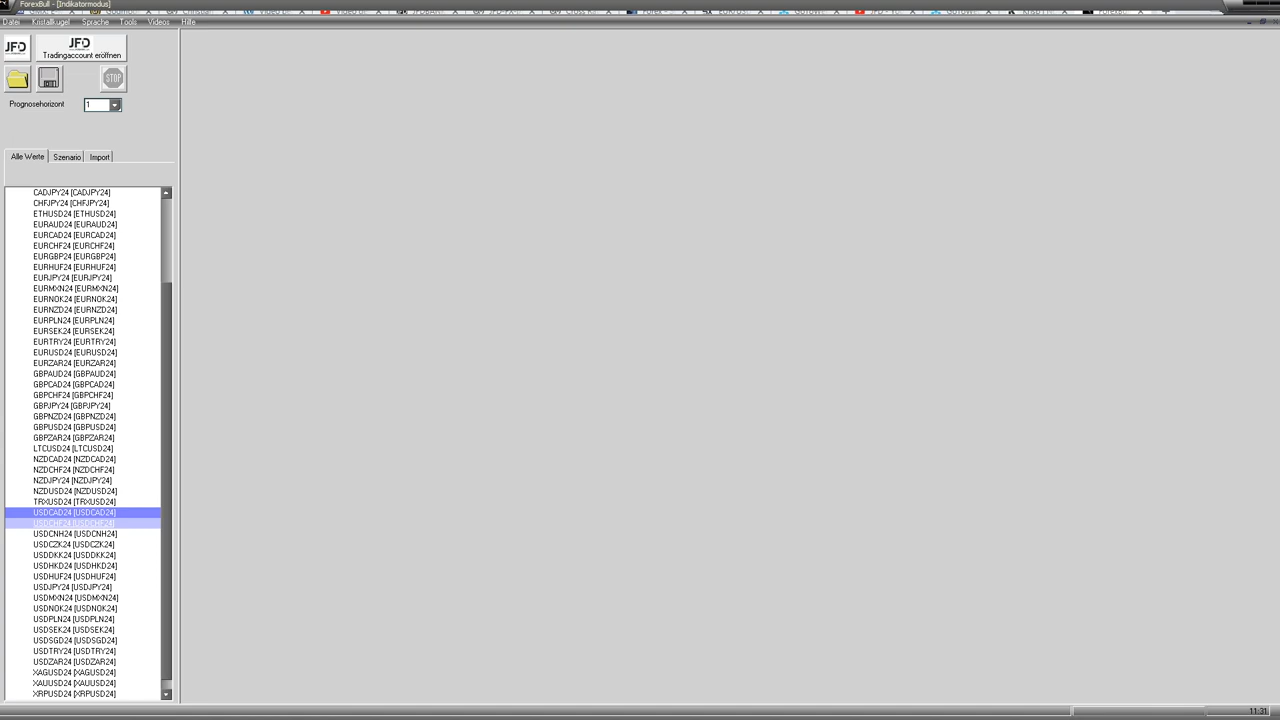 ForexBull - [Indikatormodus]
Datei Kristallkugel Sprache Tools Videos Hilfe
JFD JFD
Tradingaccount eröffnen
STOP
Prognosehorizont 1
Alle Werte Szenario Import
CADJPY24 [CADJPY24]
CHFJPY24 [CHFJPY24]
ETHUSD24 [ETHUSD24]
EURAUD24 [EURAUD24]
EURCAD24 [EURCAD24]
EURCHF24 [EURCHF24]
EURGBP24 [EURGBP24]
EURHUF24 [EURHUF24]
EURJPY24 [EURJPY24]
EURMXN24 [EURMXN24]
EURNOK24 [EURNOK24]
EURNZD24 [EURNZD24]
EURPLN24 [EURPLN24]
EURSEK24 [EURSEK24]
EURTRY24 [EURTRY24]
EURUSD24 [EURUSD24]
EURZAR24 [EURZAR24]
GBPAUD24 [GBPAUD24]
GBPCAD24 [GBPCAD24]
GBPCHF24 [GBPCHF24]
GBPJPY24 [GBPJPY24]
GBPNZD24 [GBPNZD24]
GBPUSD24 [GBPUSD24]
GBPZAR24 [GBPZAR24]
LTCUSD24 [LTCUSD24]
NZDCAD24 [NZDCAD24]
NZDCHF24 [NZDCHF24]
NZDJPY24 [NZDJPY24]
NZDUSD24 [NZDUSD24]
TRXUSD24 [TRXUSD24]
USDCAD24 [USDCAD24]
USDCHF24 [USDCHF24]
USDCNH24 [USDCNH24]
USDCZK24 [USDCZK24]
USDDKK24 [USDDKK24]
USDHKD24 [USDHKD24]
USDHUF24 [USDHUF24]
USDJPY24 [USDJPY24]
USDMXN24 [USDMXN24]
USDNOK24 [USDNOK24]
USDPLN24 [USDPLN24]
USDSEK24 [USDSEK24]
USDSGD24 [USDSGD24]
USDTRY24 [USDTRY24]
USDZAR24 [USDZAR24]
XAGUSD24 [XAGUSD24]
XAUUSD24 [XAUUSD24]
XRPUSD24 [XRPUSD24]
11:31